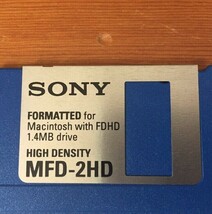 SONY
FORMATTED for
Macintosh with FDHD
1.4MB drive
HIGH DENSITY
MFD-2HD